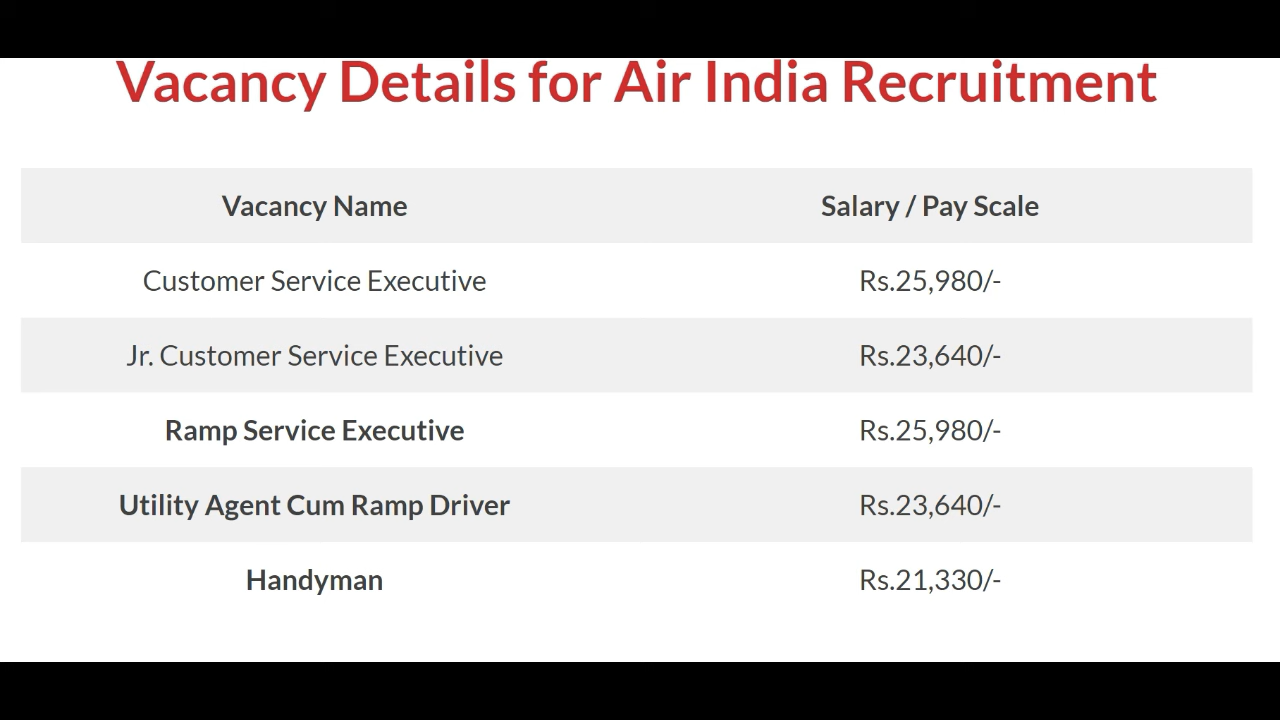 Vacancy Details for Air India Recruitment
Vacancy Name Salary / Pay Scale
Customer Service Executive Rs.25,980/-
Jr. Customer Service Executive Rs.23,640/-
Ramp Service Executive Rs.25,980/-
Utility Agent Cum Ramp Driver Rs.23,640/-
Handyman Rs.21,330/-